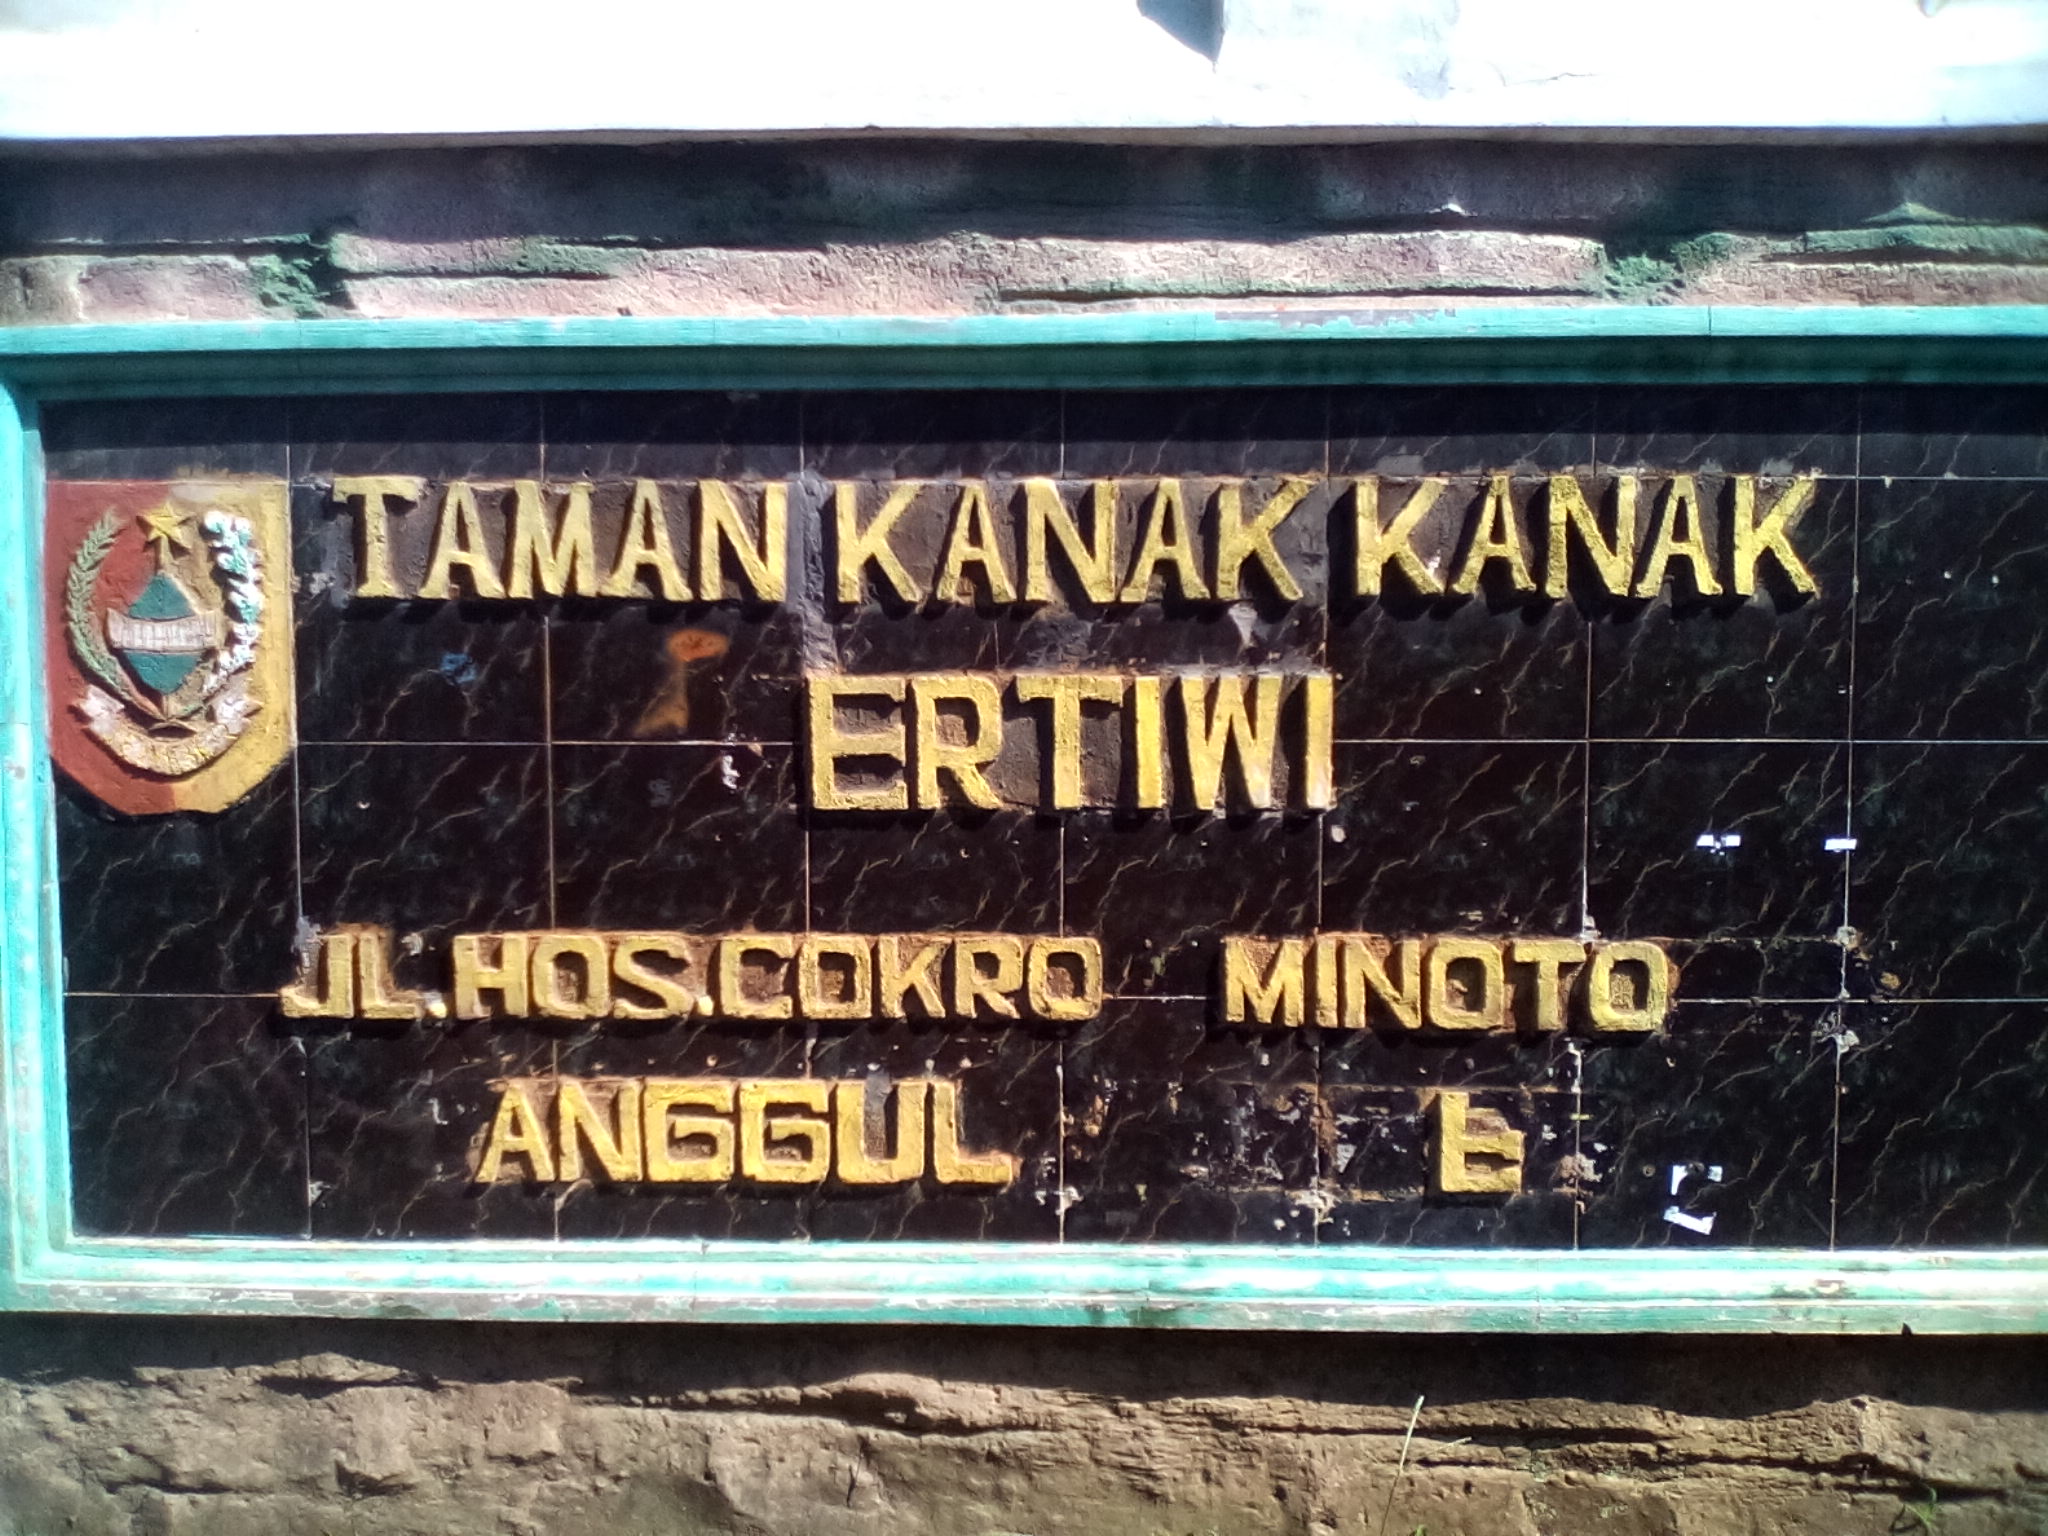 TAMAN KANAK KANAK
ERTIWI
JL.HOS.COKRO MINOTO
ANGGUL